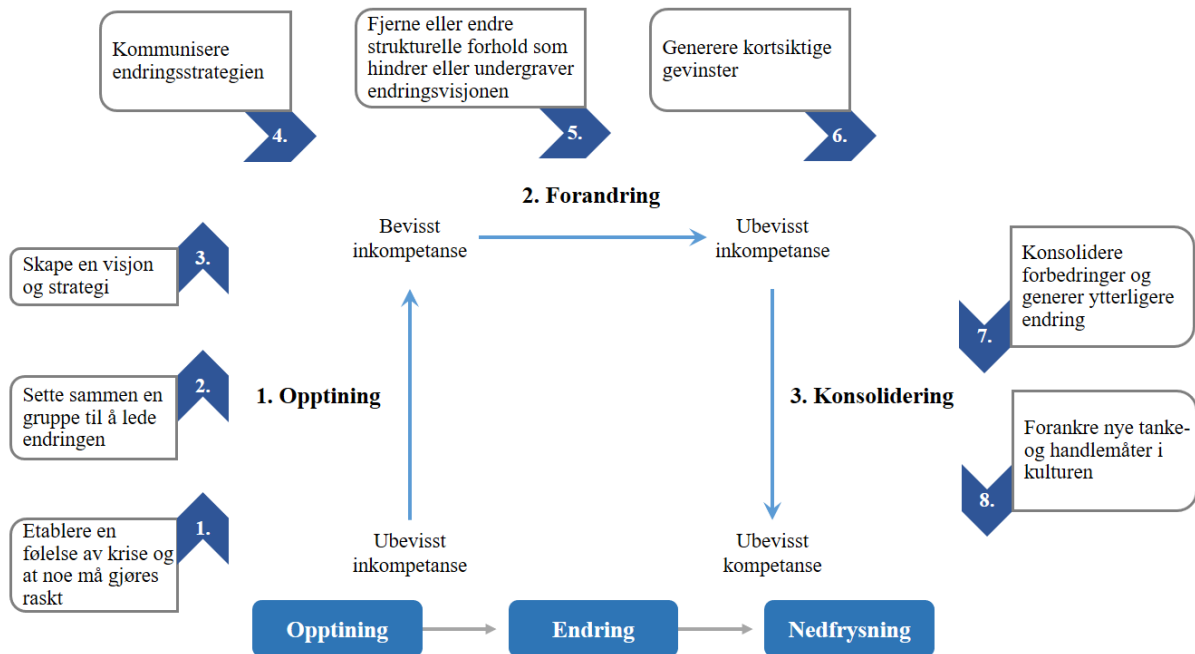 Kommunisere
endringsstrategien
4.
Fjerne eller endre
strukturelle forhold som
hindrer eller undergraver
endringsvisjonen
5.
Generere kortsiktige
gevinster
6.
2. Forandring
Bevisst
inkompetanse
Ubevisst
inkompetanse
Skape en visjon
og strategi
3.
Konsolidere
forbedringer og
generer ytterligere
endring
7.
Sette sammen en
gruppe til å lede
endringen
2.
1. Opptining
3. Konsolidering
Forankre nye tanke-
og handlemåter i
kulturen
8.
Etablere en
følelse av krise og
at noe må gjøres
raskt
1.
Ubevisst
inkompetanse
Ubevisst
kompetanse
Opptining
Endring
Nedfrysning